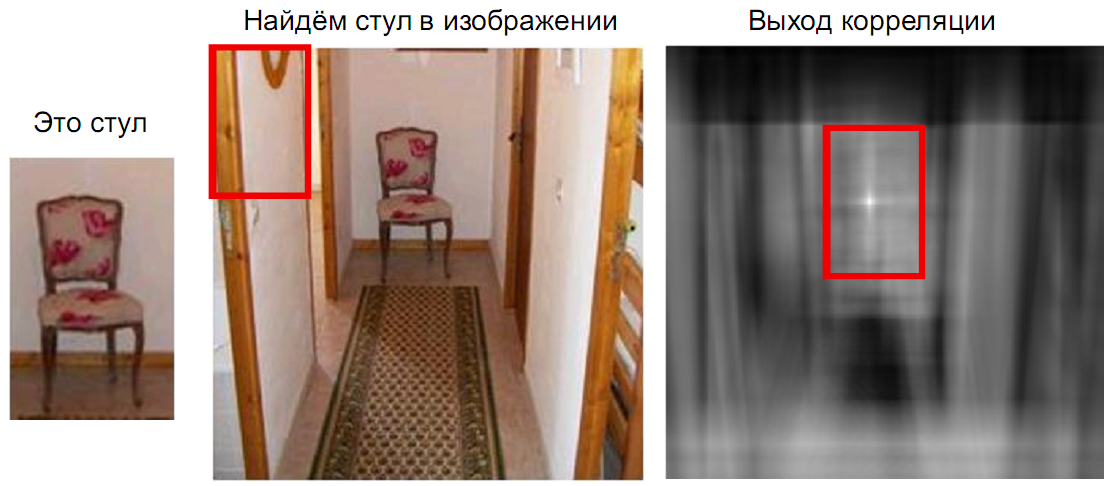 Найдём стул в изображении
Выход корреляции
Это стул